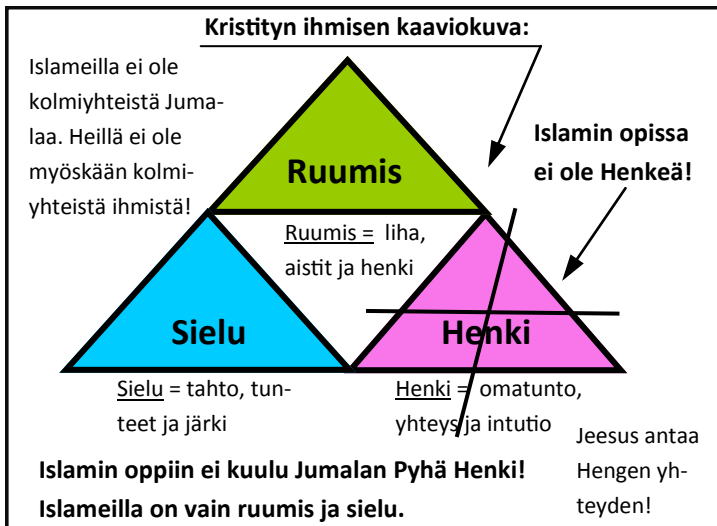 Kristityn ihmisen kaaviokuva:
Islameilla ei ole
kolmiyhteistä Juma-
laa. Heillä ei ole
myöskään kolmi-
yhteistä ihmistä!
Islamin opissa
ei ole Henkeä!
Ruumis
Ruumis = liha,
aistit ja henki
Sielu
Henki
Sielu = tahto, tun-
teet ja järki
Henki = omatunto,
yhteys ja intutio
Jeesus antaa
Hengen yh-
teyden!
Islamin oppiin ei kuulu Jumalan Pyhä Henki!
Islameilla on vain ruumis ja sielu.